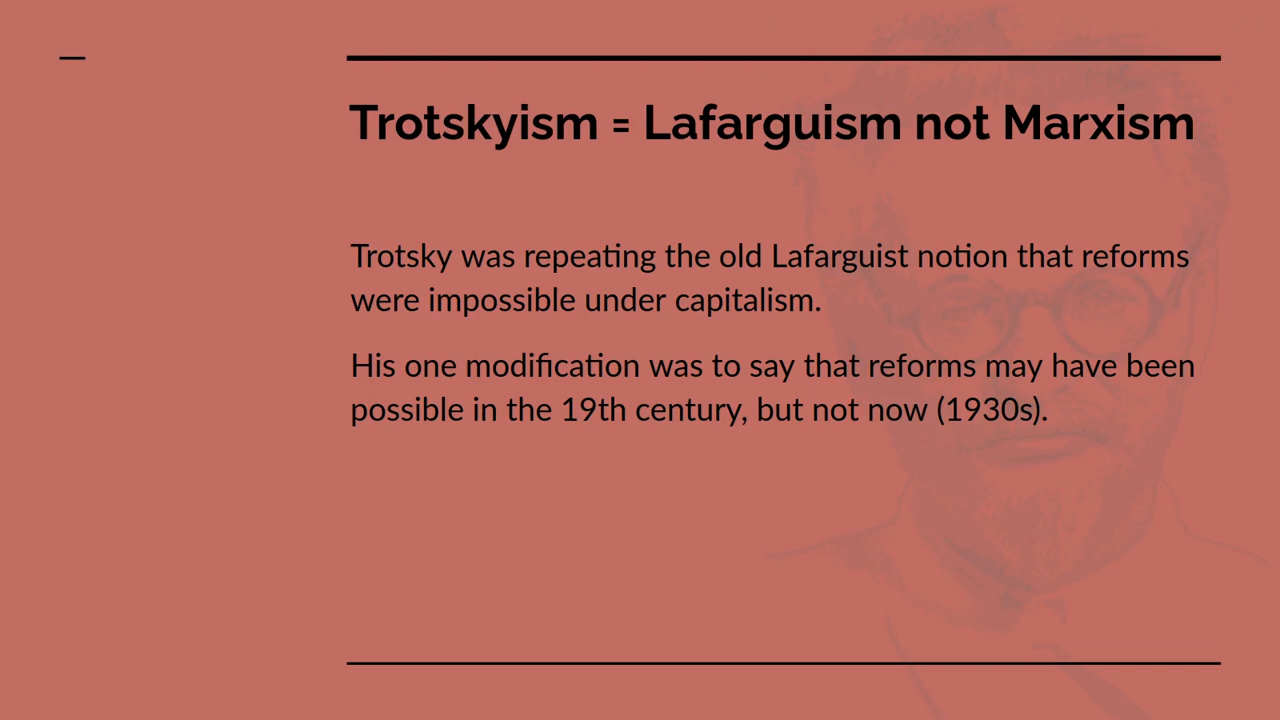 Trotskyism = Lafarguism not Marxism
Trotsky was repeating the old Lafarguist notion that reforms
were impossible under capitalism.
His one modification was to say that reforms may have been
possible in the 19th century, but not now (1930s).